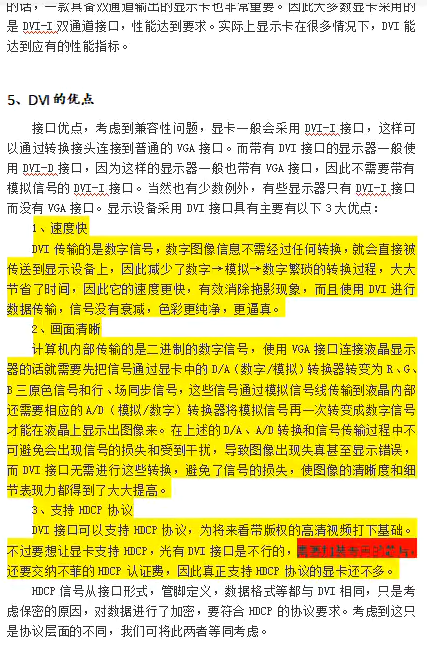 的话，一款具备双通道输出的显示卡也非常重要。因此大多数显卡采用的
是 DVI-I 双通道接口，性能达到要求。实际上显示卡在很多情况下，DVI 能
达到应有的性能指标。
5、DVI 的优点
接口优点，考虑到兼容性问题，显卡一般会采用 DVI-I 接口，这样可
以通过转换接头连接到普通的 VGA 接口。而带有 DVI 接口的显示器一般使
用 DVI-D 接口，因为这样的显示器一般也带有 VGA 接口，因此不需要带有
模拟信号的 DVI-I 接口。当然也有少数例外，有些显示器只有 DVI-I 接口
而没有 VGA 接口。显示设备采用 DVI 接口具有主要有以下 3 大优点：
1、速度快
DVI 传输的是数字信号，数字图像信息不需经过任何转换，就会直接被
传送到显示设备上，因此减少了数字→模拟→数字繁琐的转换过程，大大
节省了时间，因此它的速度更快，有效消除拖影现象，而且使用 DVI 进行
数据传输，信号没有衰减，色彩更纯净，更逼真。
2、画面清晰
计算机内部传输的是二进制的数字信号，使用 VGA 接口连接液晶显示
器的话就需要先把信号通过显卡中的 D/A（数字/模拟）转换器转变为 R、G、
B 三原色信号和行、场同步信号，这些信号通过模拟信号线传输到液晶内部
还需要相应的 A/D（模拟/数字）转换器将模拟信号再一次转变成数字信号
才能在液晶上显示出图像来。在上述的 D/A、A/D 转换和信号传输过程中不
可避免会出现信号的损失和受到干扰，导致图像出现失真甚至显示错误，
而 DVI 接口无需进行这些转换，避免了信号的损失，使图像的清晰度和细
节表现力都得到了大大提高。
3、支持 HDCP 协议
DVI 接口可以支持 HDCP 协议，为将来看带版权的高清视频打下基础。
不过要想让显卡支持 HDCP，光有 DVI 接口是不行的，
还要交纳不菲的 HDCP 认证费，因此真正支持 HDCP 协议的显卡还不多。
HDCP 信号从接口形式，管脚定义，数据格式等都与 DVI 相同，只是考
虑保密的原因，对数据进行了加密，要符合 HDCP 的协议要求。考虑到这只
是协议层面的不同，我们可将此两者等同考虑。